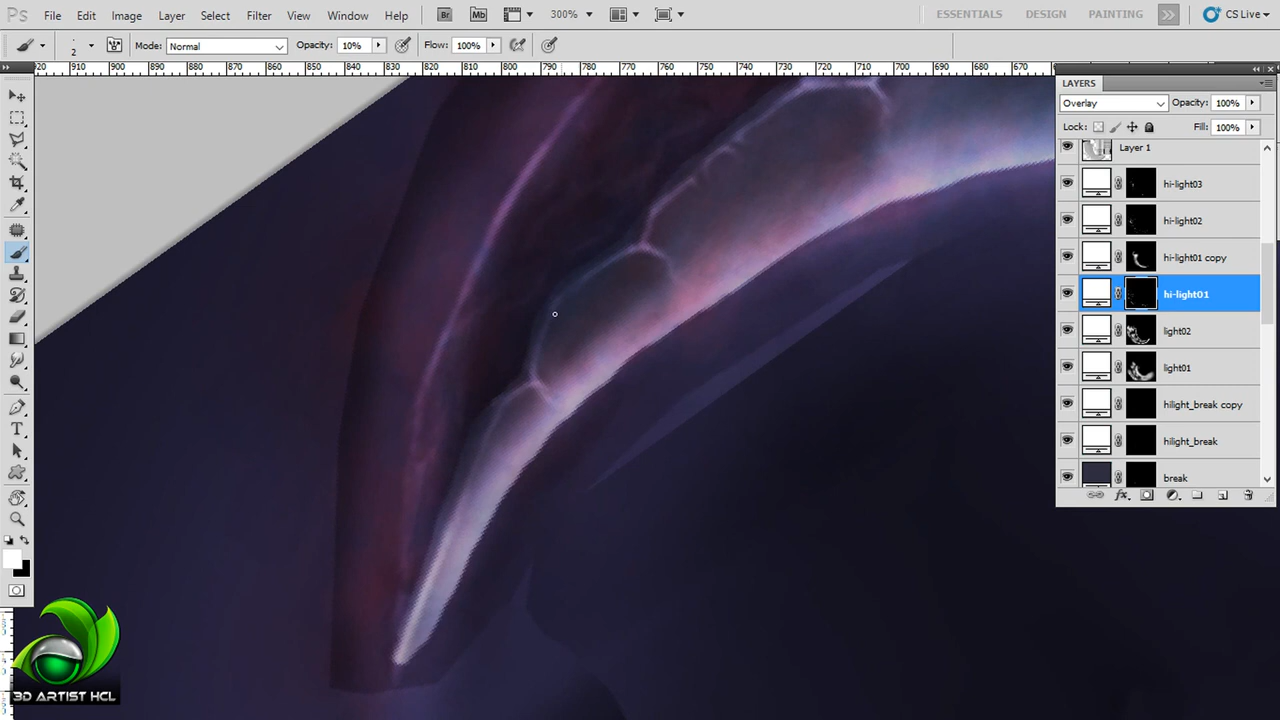 Ps File Edit Image Layer Select Filter View Window Help Br Mb 300% ESSENTIALS DESIGN PAINTING CS Live
2 Mode: Normal Opacity: 10% Flow: 100%
920 910 900 890 880 870 860 850 840 830 820 810 800 790 780 770 760 750 740 730 720 710 700 690 680 670
LAYERS
Overlay Opacity: 100%
Lock: Fill: 100%
Layer 1
hi-light03
hi-light02
hi-light01 copy
hi-light01
light02
light01
hilight_break copy
hilight_break
break
fx
3D ARTIST HCL